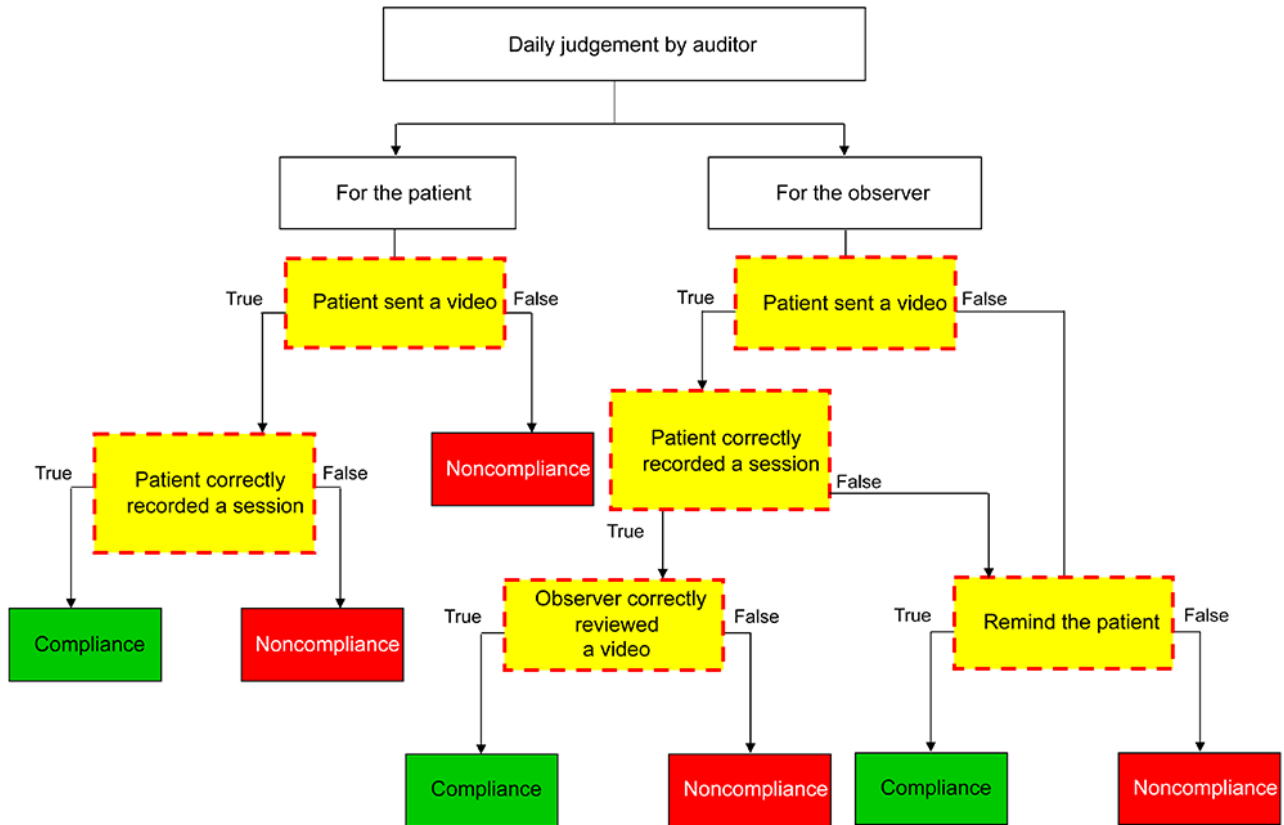 Daily judgement by auditor
For the patient
For the observer
True
Patient sent a video
False
True
Patient sent a video
False
True
Patient correctly
recorded a session
False
Noncompliance
Patient correctly
recorded a session
False
True
Compliance
Noncompliance
True
Observer correctly
reviewed
a video
False
True
Remind the patient
False
Compliance
Noncompliance
Compliance
Noncompliance